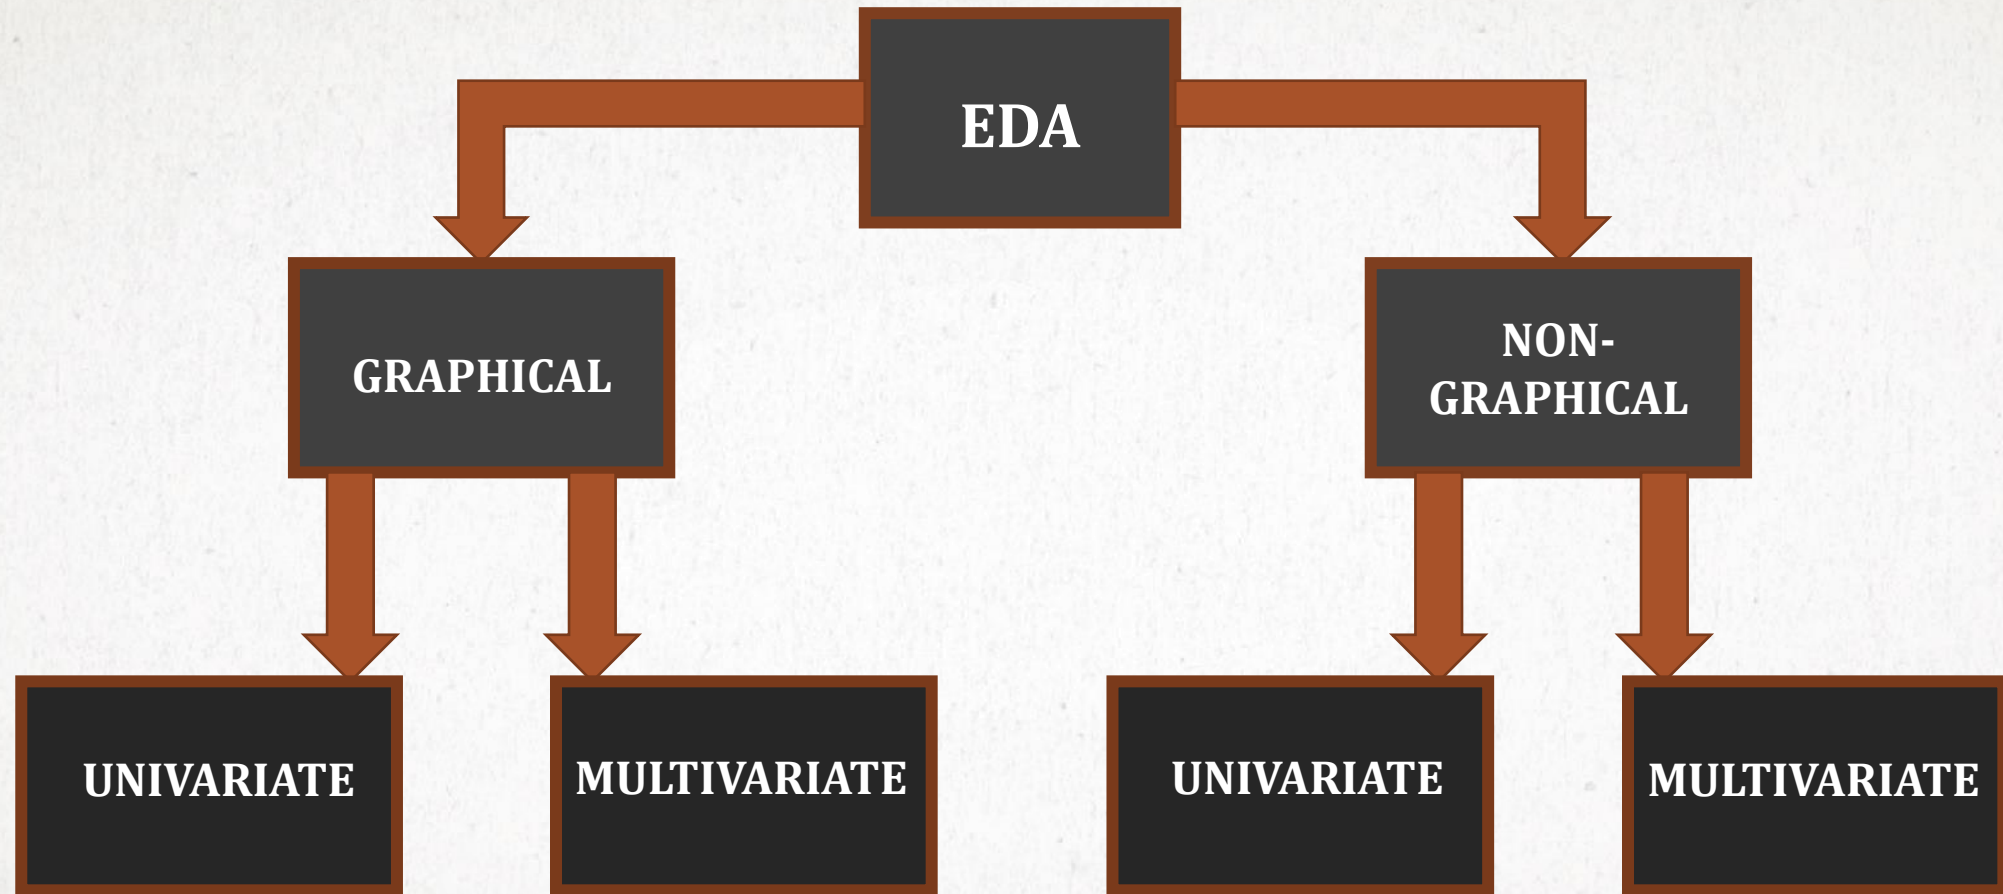 EDA
GRAPHICAL
NON-
GRAPHICAL
UNIVARIATE
MULTIVARIATE
UNIVARIATE
MULTIVARIATE